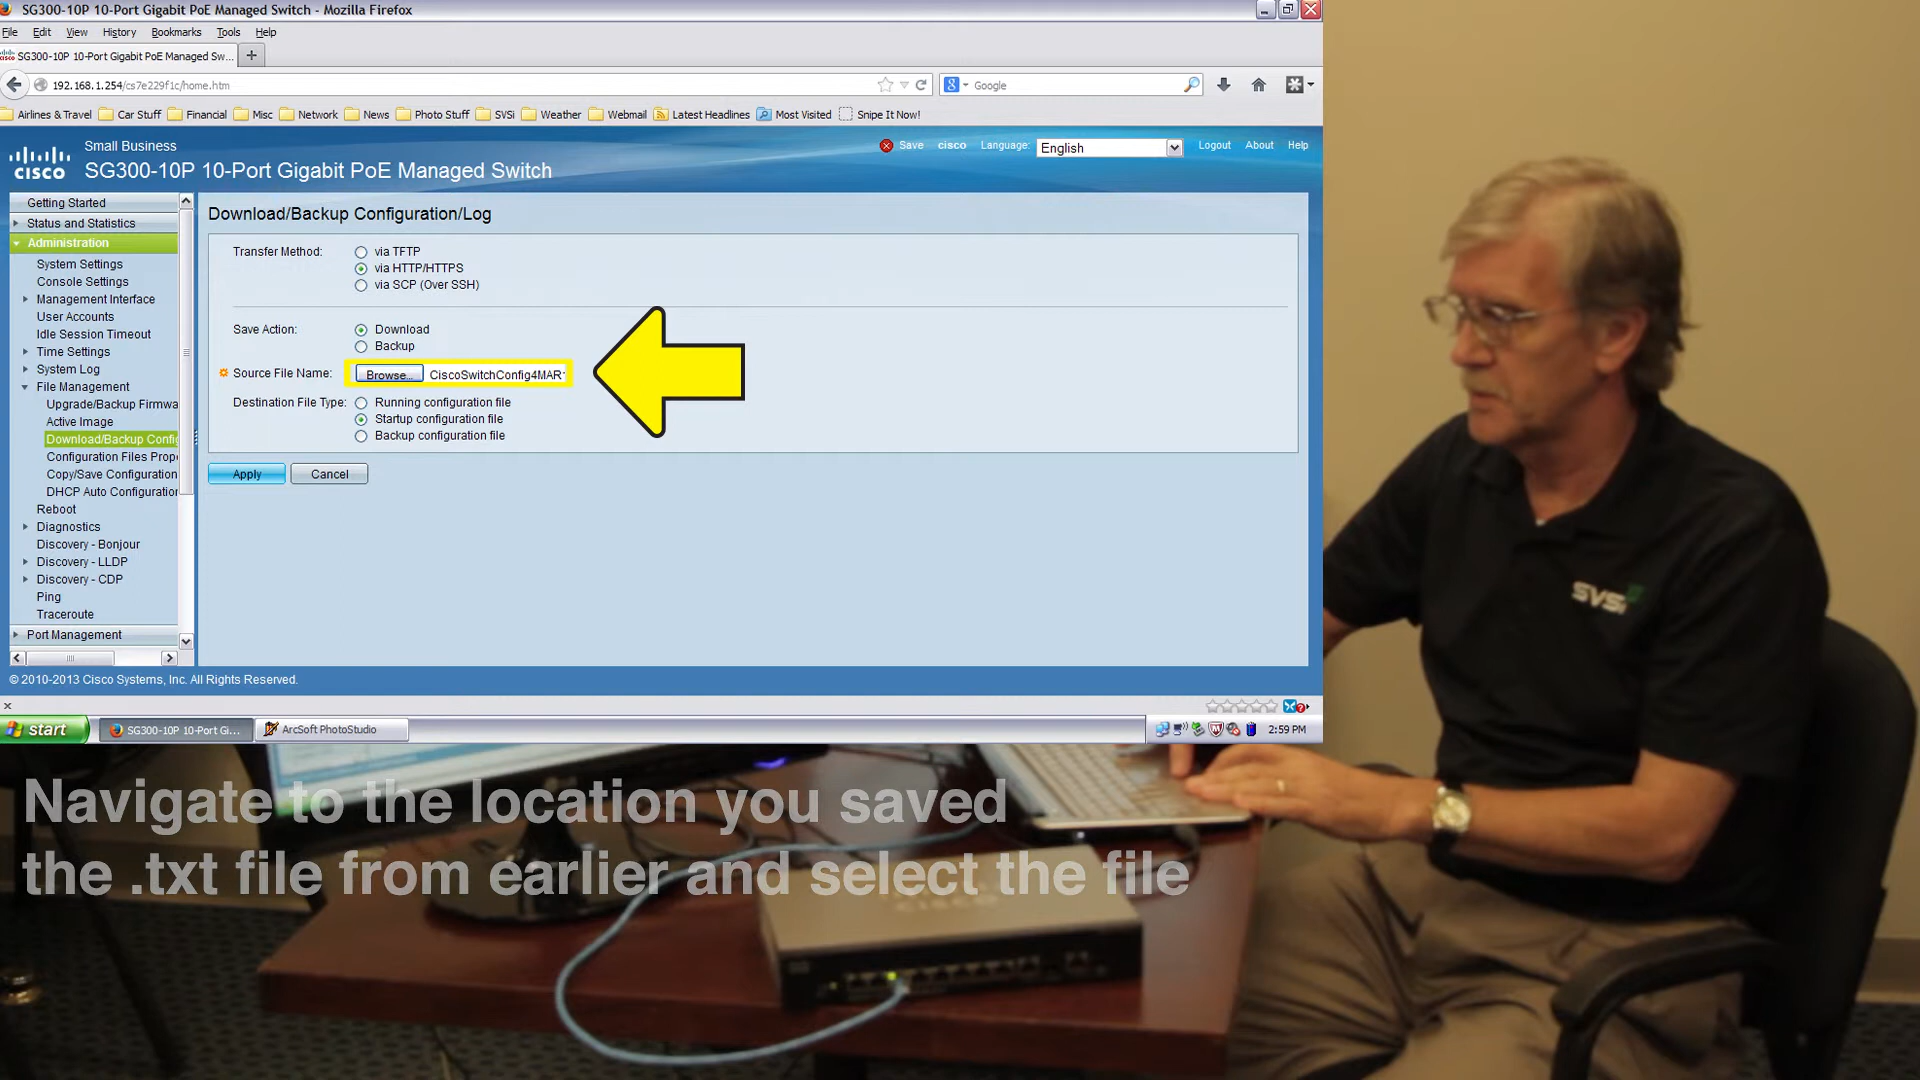 SG300-10P 10-Port Gigabit PoE Managed Switch - Mozilla Firefox
File Edit View History Bookmarks Tools Help
SG300-10P 10-Port Gigabit PoE Managed Sw...
192.168.1.254/cs7e229f1c/home.htm
Google
Airlines & Travel Car Stuff Financial Misc Network News Photo Stuff SVSi Weather Webmail Latest Headlines Most Visited Snipe It Now!
Small Business
cisco
SG300-10P 10-Port Gigabit PoE Managed Switch
Save cisco Language: English Logout About Help
Getting Started
Status and Statistics
Administration
System Settings
Console Settings
Management Interface
User Accounts
Idle Session Timeout
Time Settings
System Log
File Management
Upgrade/Backup Firmwa
Active Image
Download/Backup Config
Configuration Files Prope
Copy/Save Configuration
DHCP Auto Configuration
Reboot
Diagnostics
Discovery - Bonjour
Discovery - LLDP
Discovery - CDP
Ping
Traceroute
Port Management
Download/Backup Configuration/Log
Transfer Method: via TFTP
via HTTP/HTTPS
via SCP (Over SSH)
Save Action: Download
Backup
Source File Name: Browse... CiscoSwitchConfig4MAR
Destination File Type: Running configuration file
Startup configuration file
Backup configuration file
Apply Cancel
© 2010-2013 Cisco Systems, Inc. All Rights Reserved.
start SG300-10P 10-Port Gi... ArcSoft PhotoStudio 2:59 PM
SVSi
Navigate to the location you saved
the .txt file from earlier and select the file
CISCO